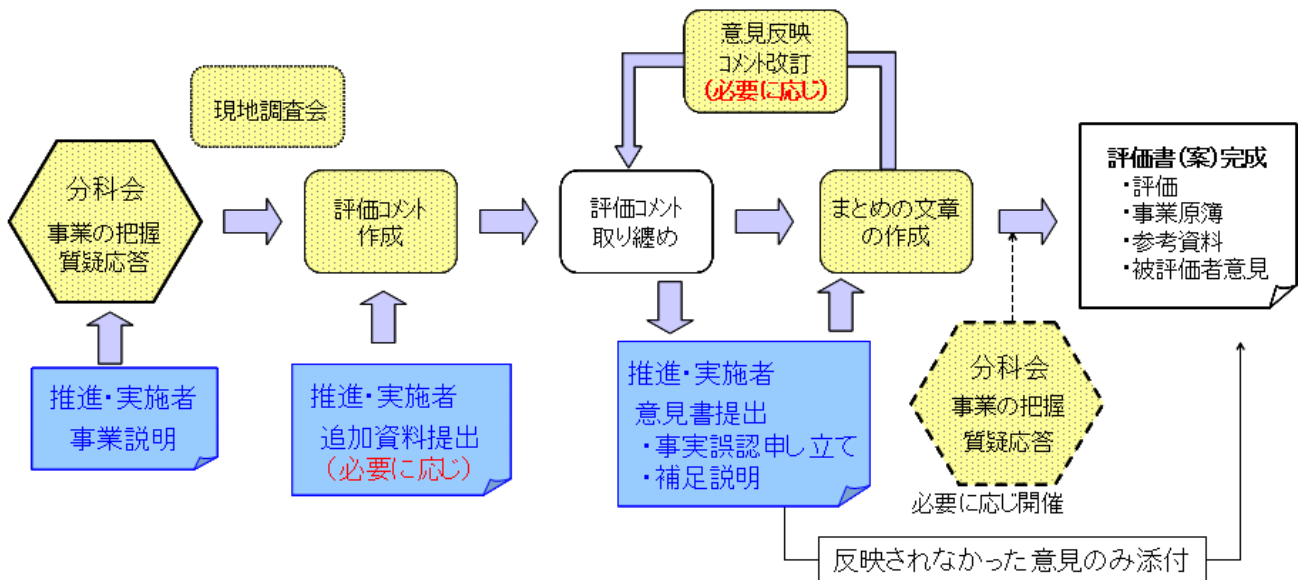 意見反映
コメント改訂
(必要に応じ)
現地調査会
分科会
事業の把握
質疑応答
評価コメント
作成
評価コメント
取り纏め
まとめの文章
の作成
評価書(案)完成
・評価
・事業原簿
・参考資料
・被評価者意見
推進・実施者
事業説明
推進・実施者
追加資料提出
(必要に応じ)
推進・実施者
意見書提出
・事実誤認申し立て
・補足説明
分科会
事業の把握
質疑応答
必要に応じ開催
反映されなかった意見のみ添付